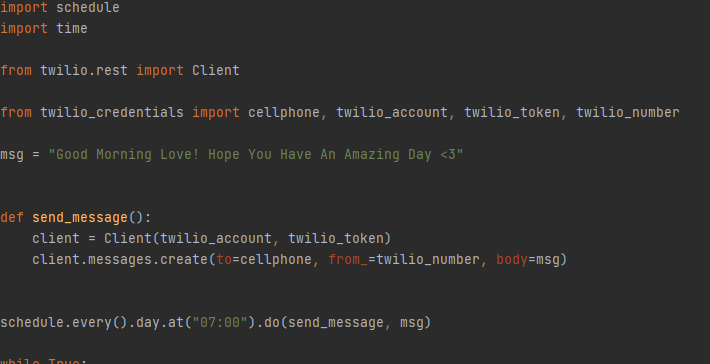 import schedule
import time
from twilio.rest import Client
from twilio_credentials import cellphone, twilio_account, twilio_token, twilio_number
msg = "Good Morning Love! Hope You Have An Amazing Day <3"
def send_message():
client = Client(twilio_account, twilio_token)
client.messages.create(to=cellphone, from_=twilio_number, body=msg)
schedule.every().day.at("07:00").do(send_message, msg)
while True: